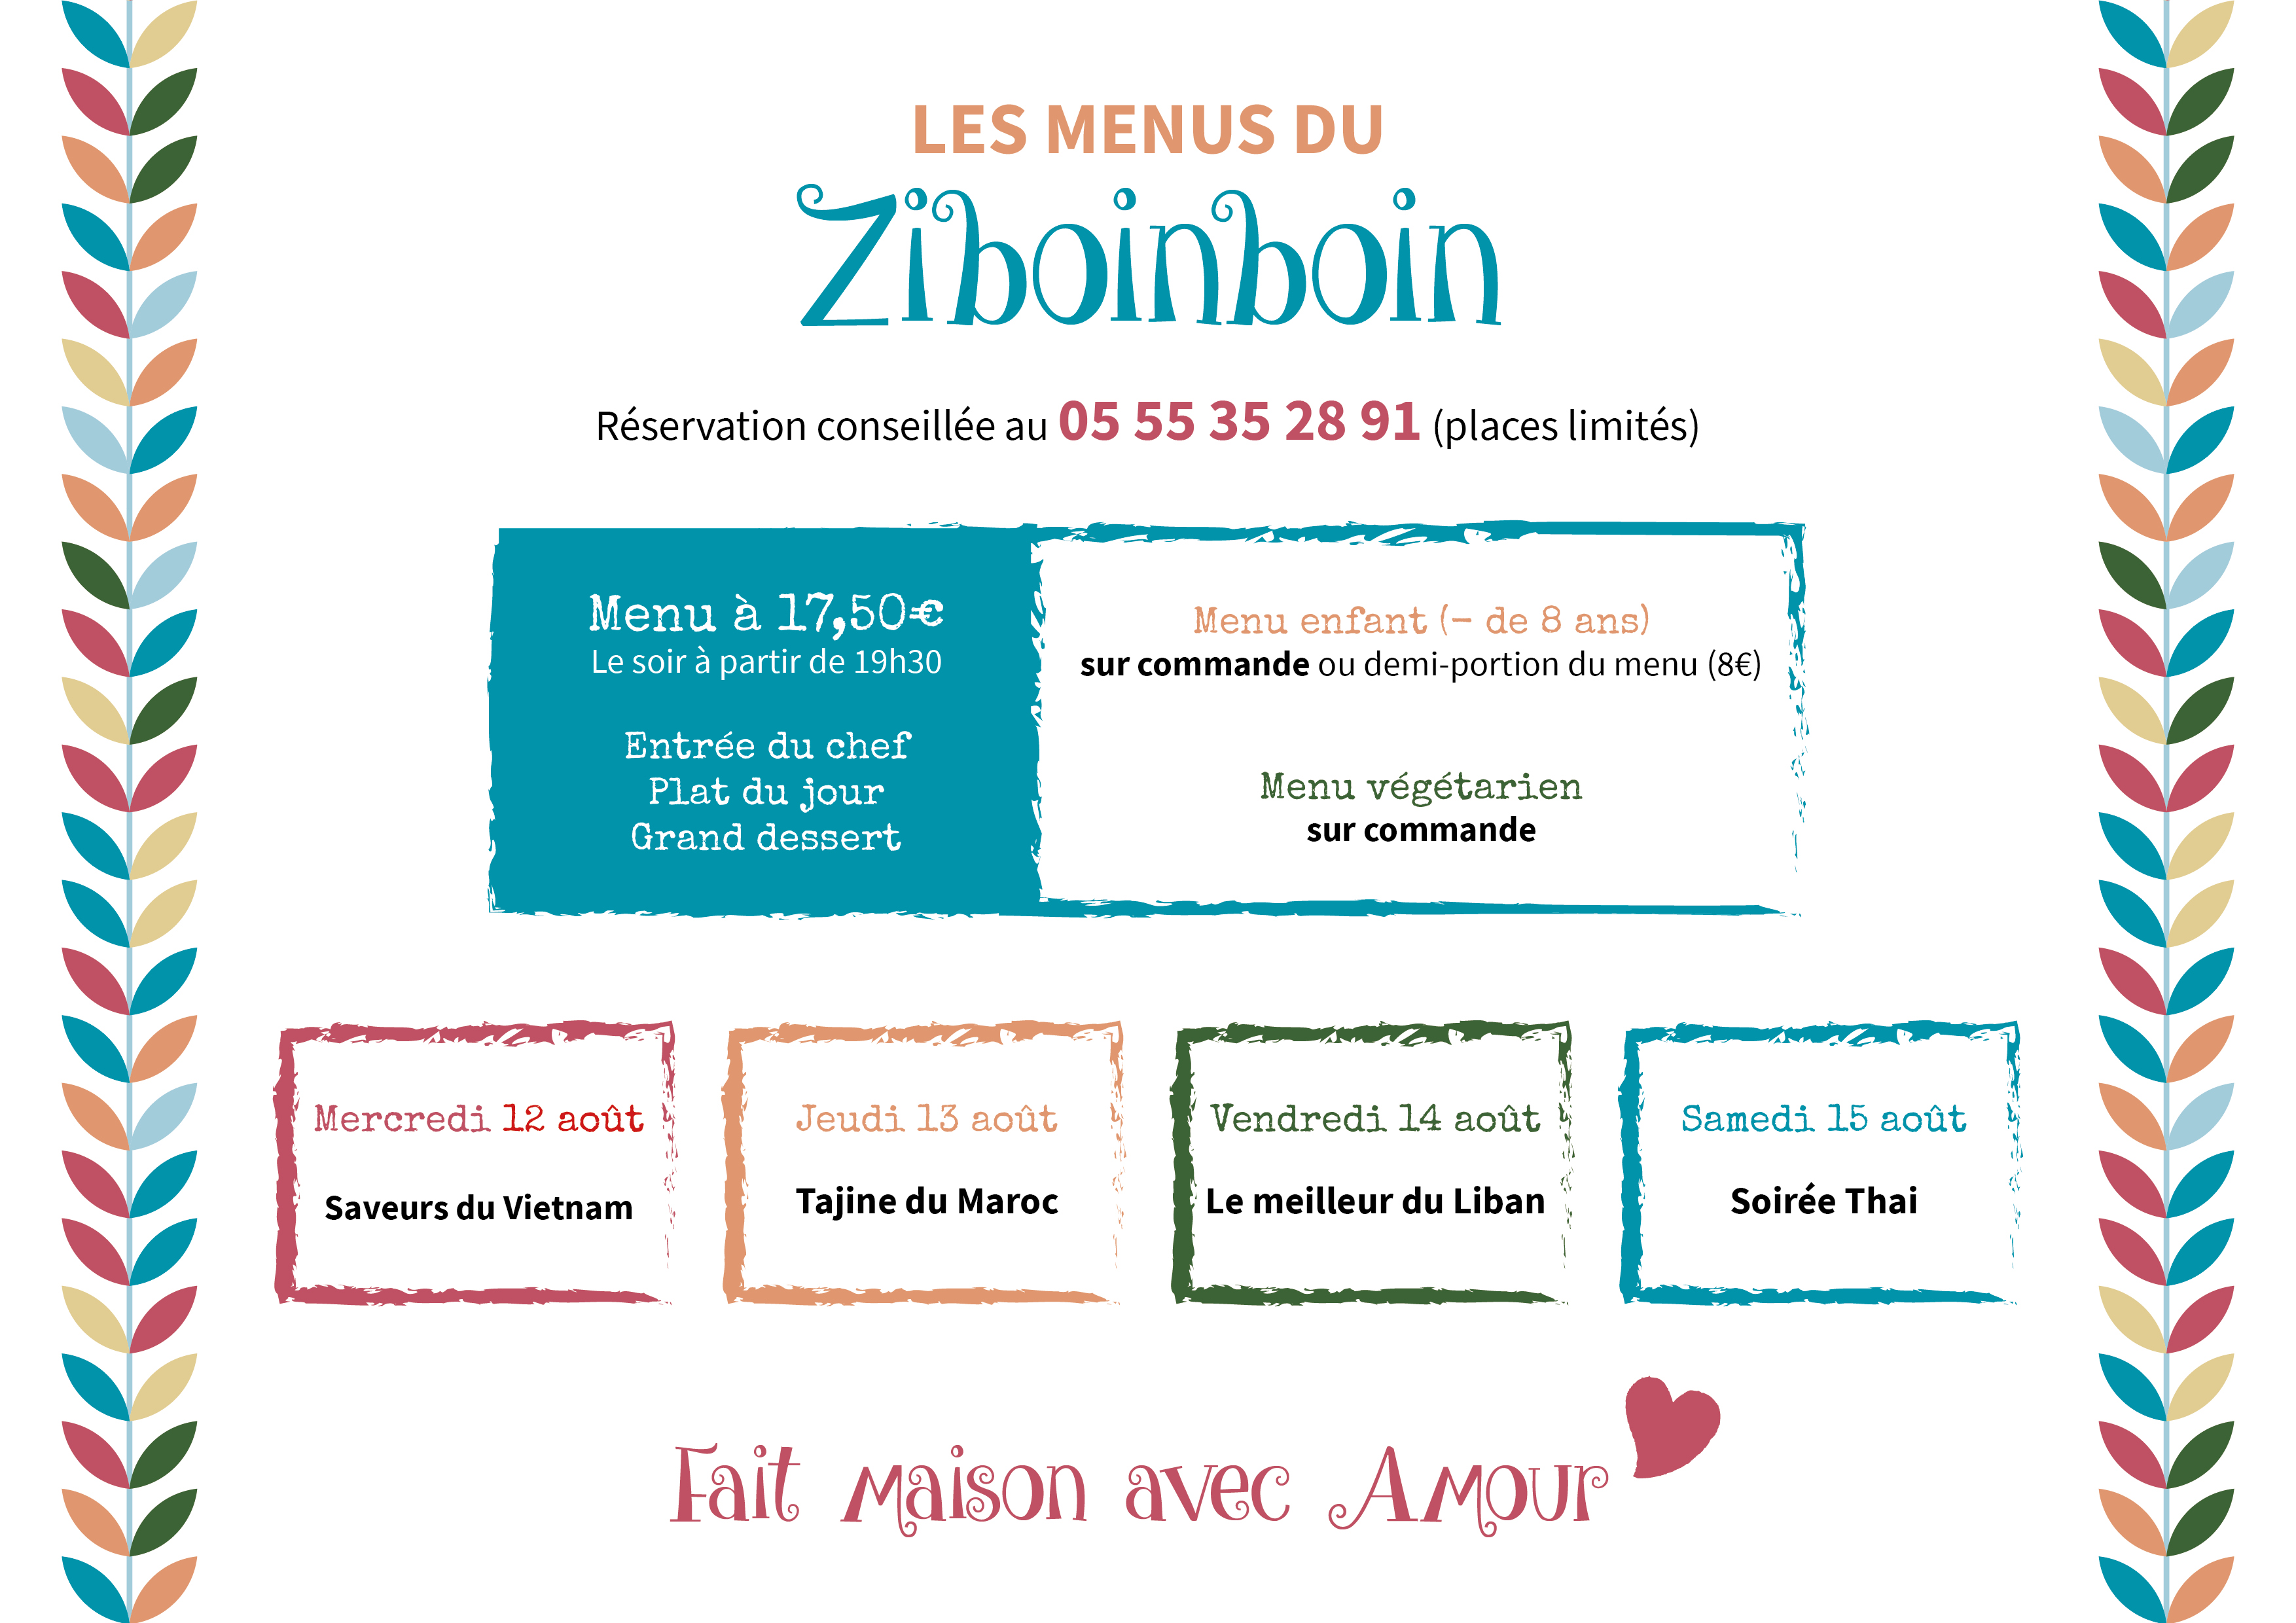 LES MENUS DU
Ziboinboin
Réservation conseillée au 05 55 35 28 91 (places limités)
Menu à 17,50€
Le soir à partir de 19h30
Entrée du chef
Plat du jour
Grand dessert
Menu enfant (- de 8 ans)
sur commande ou demi-portion du menu (8€)
Menu végétarien
sur commande
Mercredi 12 août
Saveurs du Vietnam
Jeudi 13 août
Tajine du Maroc
Vendredi 14 août
Le meilleur du Liban
Samedi 15 août
Soirée Thai
Fait maison avec Amour